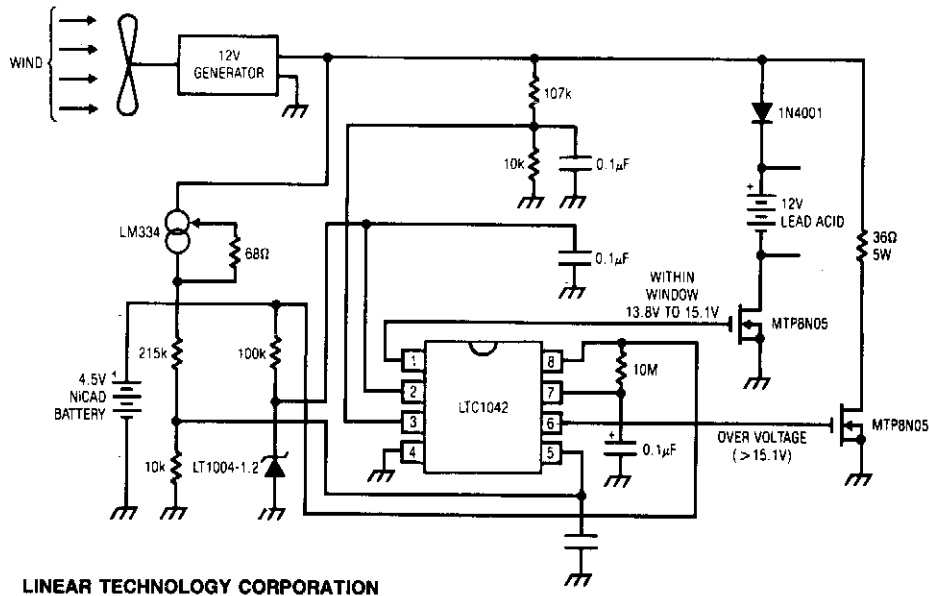 WIND
12V
GENERATOR
107k
1N4001
10k
0.1µF
+
12V
LEAD ACID
LM334
68Ω
0.1µF
36Ω
5W
WITHIN
WINDOW
13.8V TO 15.1V
MTP8N05
215k
100k
1
8
10M
4.5V
NiCAD
BATTERY
+
2
7
LTC1042
3
6
MTP8N05
+
0.1µF
OVER VOLTAGE
(>15.1V)
10k
LT1004-1.2
4
5
LINEAR TECHNOLOGY CORPORATION